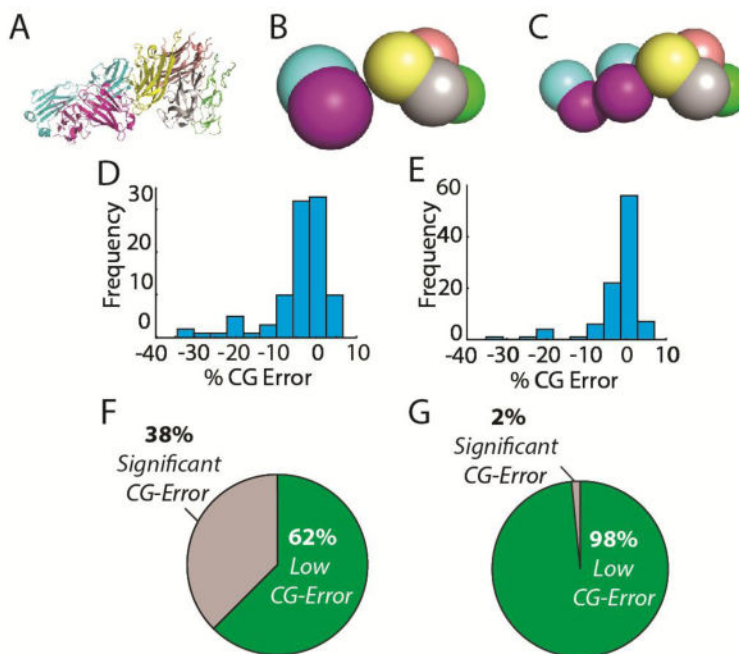 A
B
C
D
E
Frequency
30
20
10
0
-40 -20 -10 0 10
% CG Error
Frequency
60
40
20
0
-40 -30 -20 -10 0 10
% CG Error
F
G
38%
Significant
CG-Error
62%
Low
CG-Error
2%
Significant
CG-Error
98%
Low
CG-Error